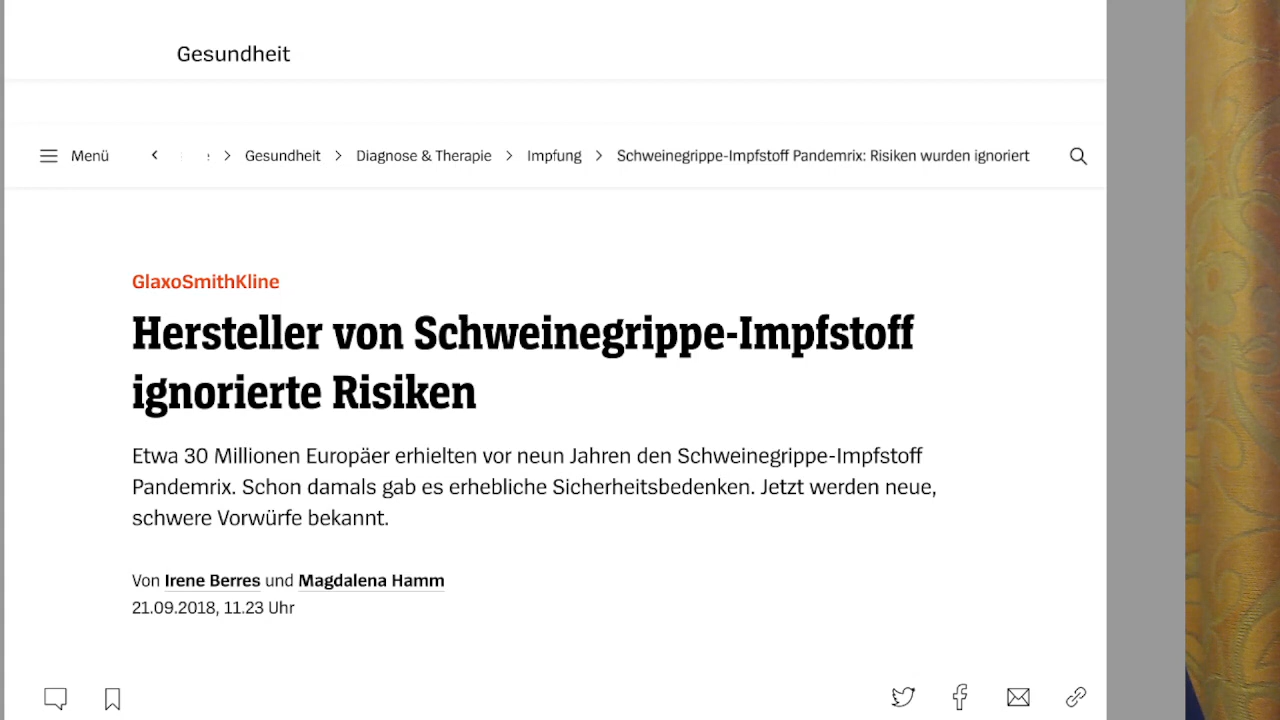 Gesundheit
Menü Gesundheit Diagnose & Therapie Impfung Schweinegrippe-Impfstoff Pandemrix: Risiken wurden ignoriert
GlaxoSmithKline
Hersteller von Schweinegrippe-Impfstoff
ignorierte Risiken
Etwa 30 Millionen Europäer erhielten vor neun Jahren den Schweinegrippe-Impfstoff
Pandemrix. Schon damals gab es erhebliche Sicherheitsbedenken. Jetzt werden neue,
schwere Vorwürfe bekannt.
Von Irene Berres und Magdalena Hamm
21.09.2018, 11.23 Uhr